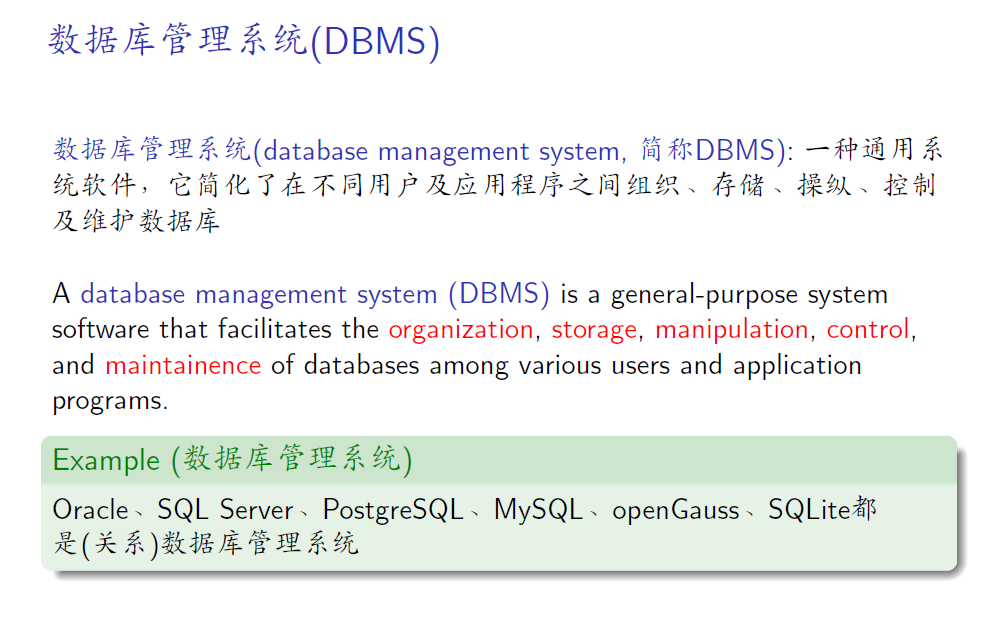 数据库管理系统(DBMS)
数据库管理系统(database management system, 简称DBMS): 一种通用系
统软件，它简化了在不同用户及应用程序之间组织、存储、操纵、控制
及维护数据库
A database management system (DBMS) is a general-purpose system
software that facilitates the organization, storage, manipulation, control,
and maintainence of databases among various users and application
programs.
Example (数据库管理系统)
Oracle、SQL Server、PostgreSQL、MySQL、openGauss、SQLite都
是(关系)数据库管理系统